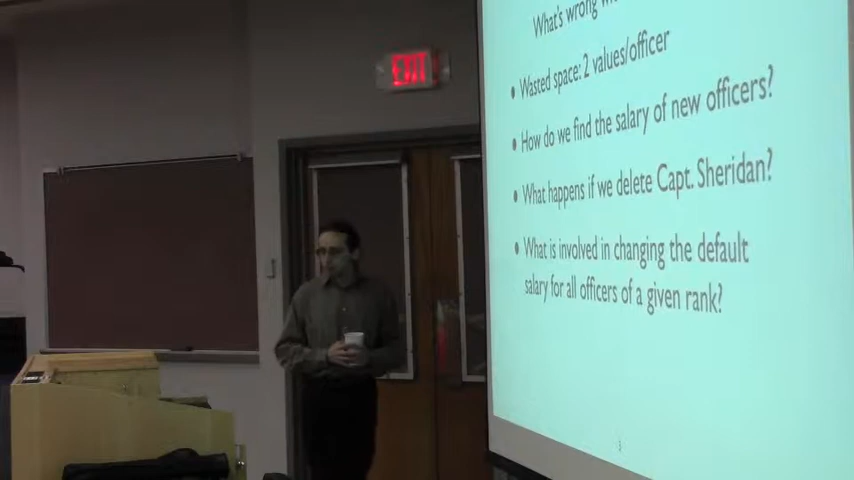 What's wrong
EXIT
• Wasted space: 2 values/officer
• How do we find the salary of new officers?
• What happens if we delete Capt. Sheridan?
• What is involved in changing the default
salary for all officers of a given rank?